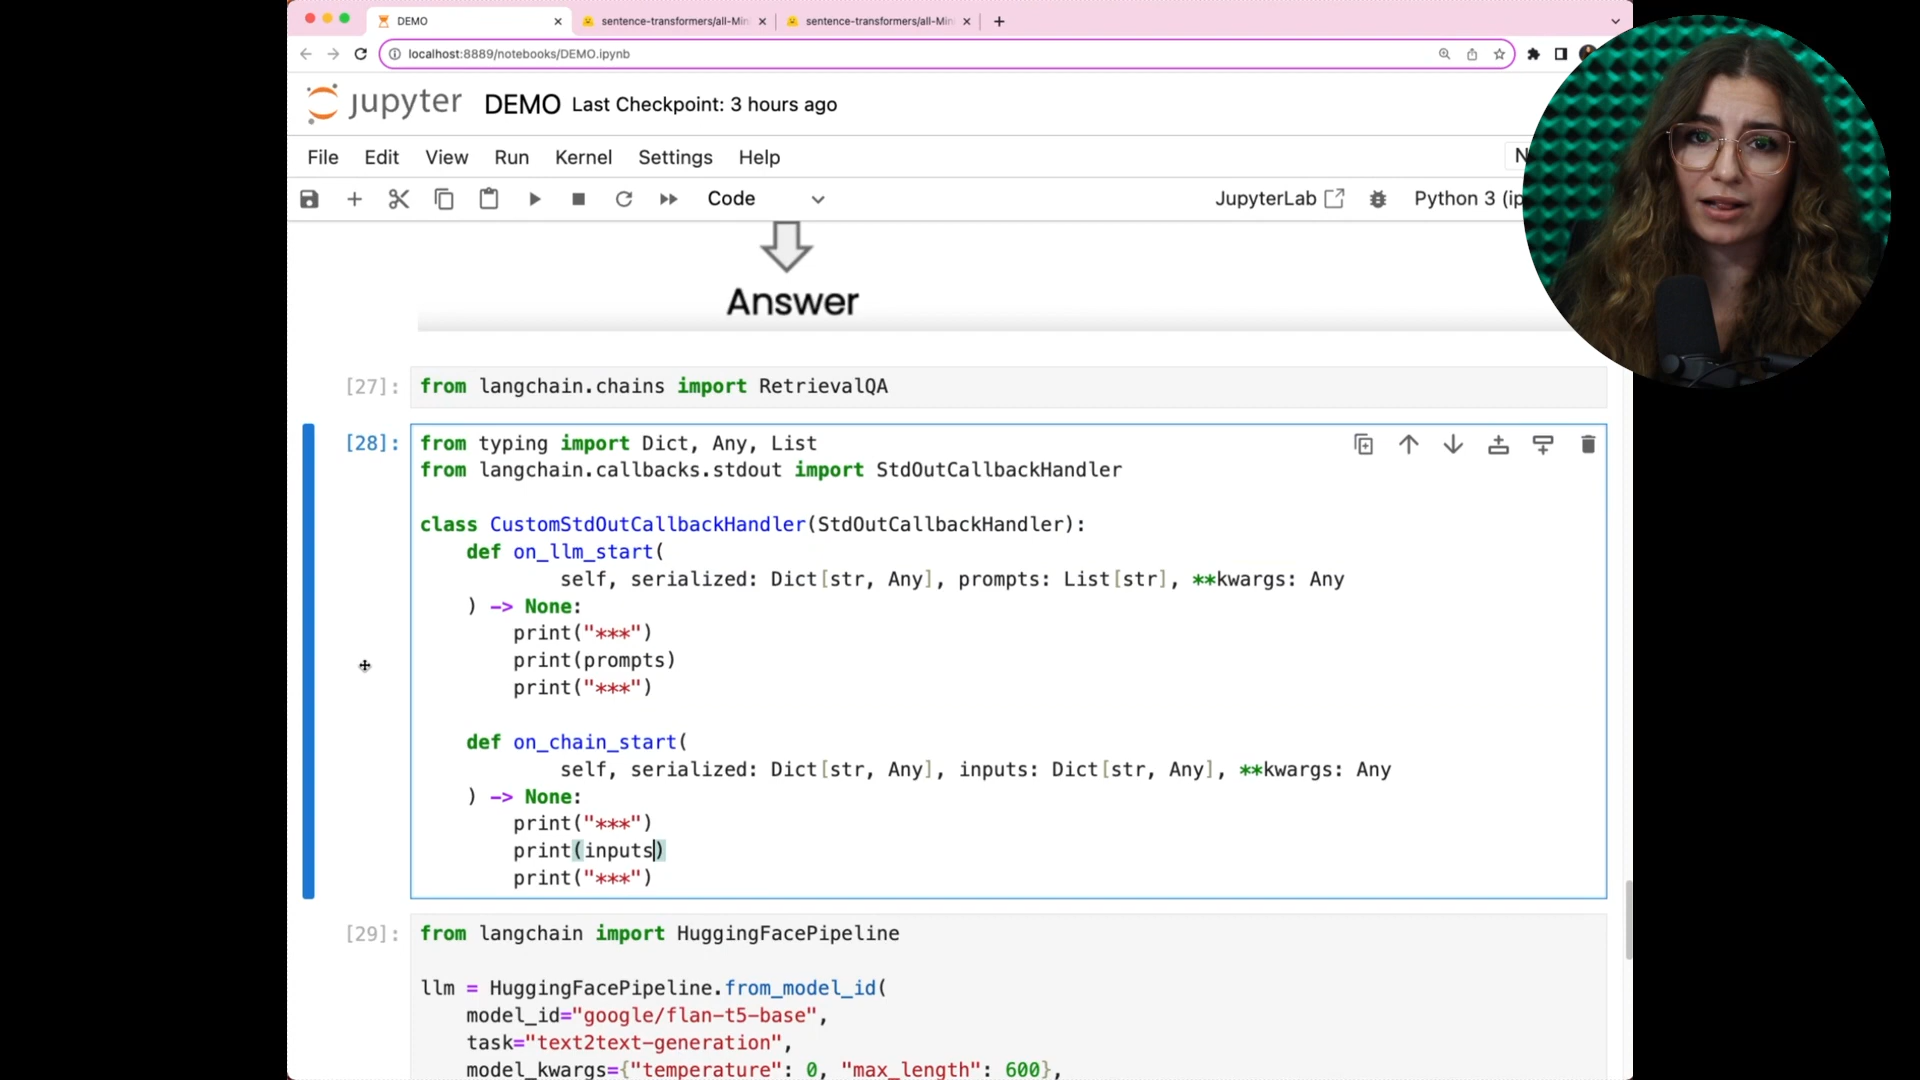 DEMO
sentence-transformers/all-Min
sentence-transformers/all-Min
localhost:8889/notebooks/DEMO.ipynb
jupyter DEMO Last Checkpoint: 3 hours ago
File Edit View Run Kernel Settings Help
Code JupyterLab Python 3 (ip
Answer
[27]: from langchain.chains import RetrievalQA
[28]: from typing import Dict, Any, List
from langchain.callbacks.stdout import StdOutCallbackHandler
class CustomStdOutCallbackHandler(StdOutCallbackHandler):
    def on_llm_start(
            self, serialized: Dict[str, Any], prompts: List[str], **kwargs: Any
    ) -> None:
        print("***")
        print(prompts)
        print("***")
    def on_chain_start(
            self, serialized: Dict[str, Any], inputs: Dict[str, Any], **kwargs: Any
    ) -> None:
        print("***")
        print(inputs)
        print("***")
[29]: from langchain import HuggingFacePipeline
llm = HuggingFacePipeline.from_model_id(
    model_id="google/flan-t5-base",
    task="text2text-generation",
    model_kwargs={"temperature": 0, "max_length": 600},